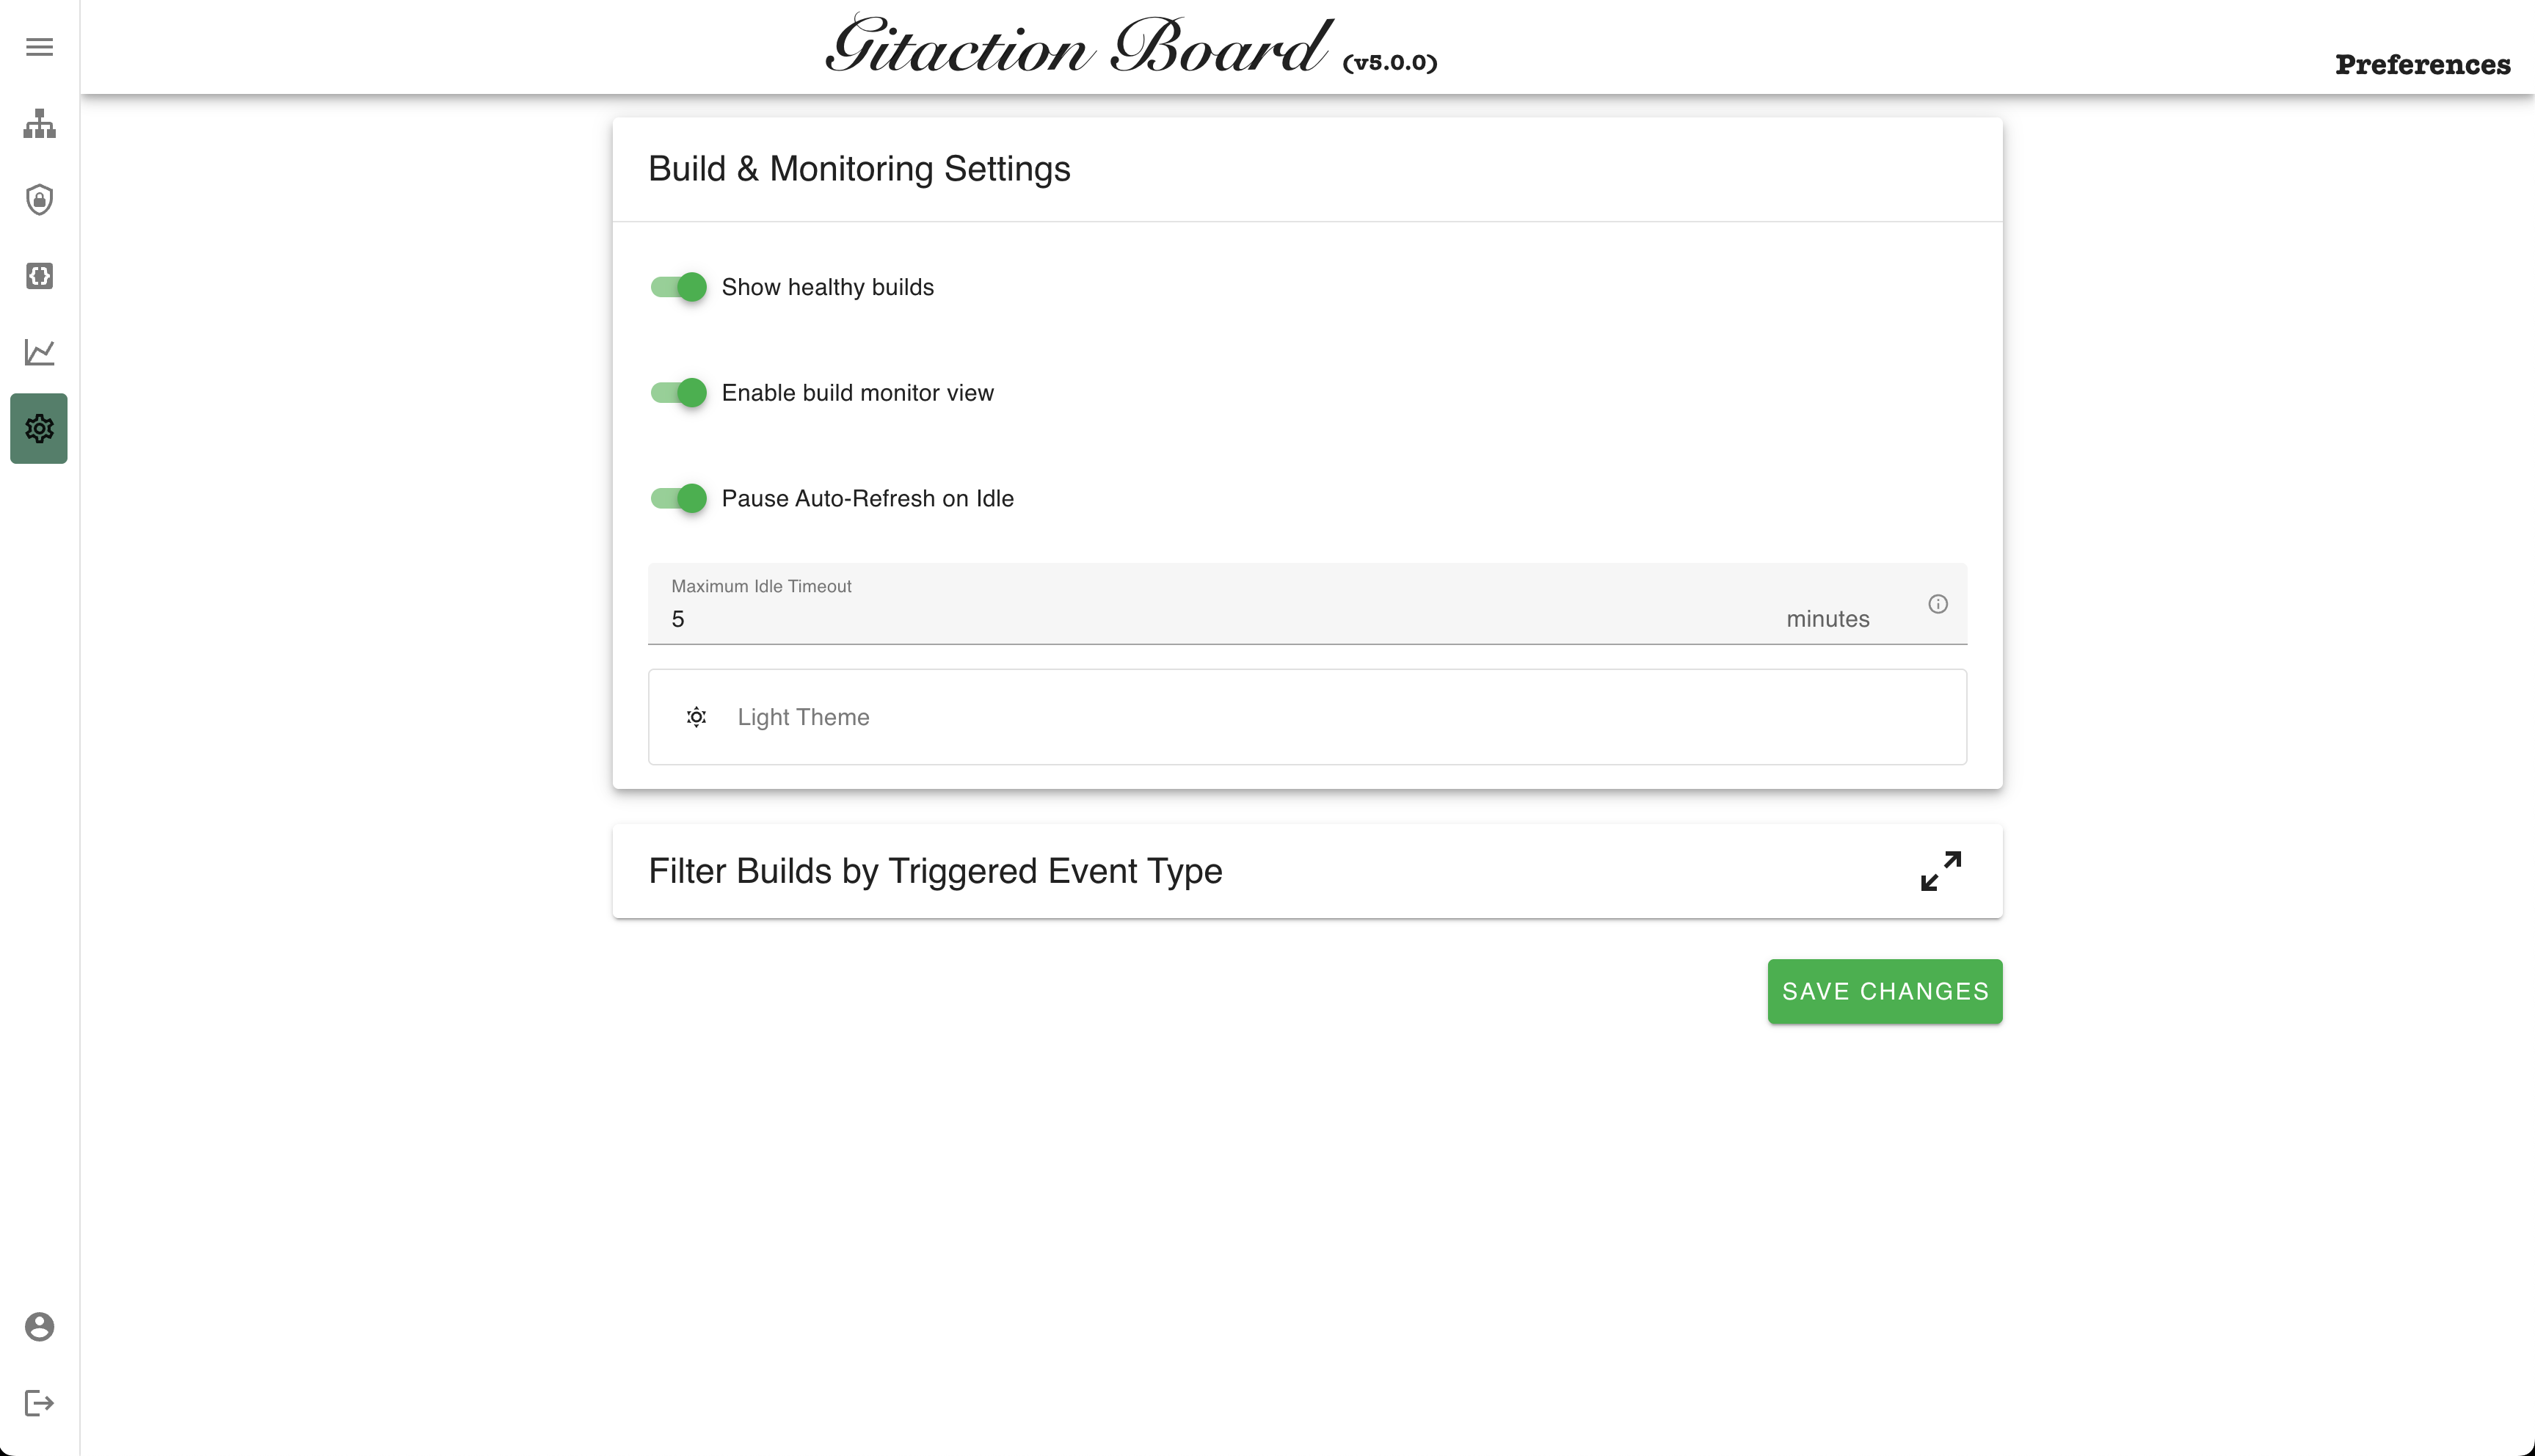 Gitaction Board (v5.0.0)
Preferences
Build & Monitoring Settings
Show healthy builds
Enable build monitor view
Pause Auto-Refresh on Idle
Maximum Idle Timeout
5 minutes
Light Theme
Filter Builds by Triggered Event Type
SAVE CHANGES